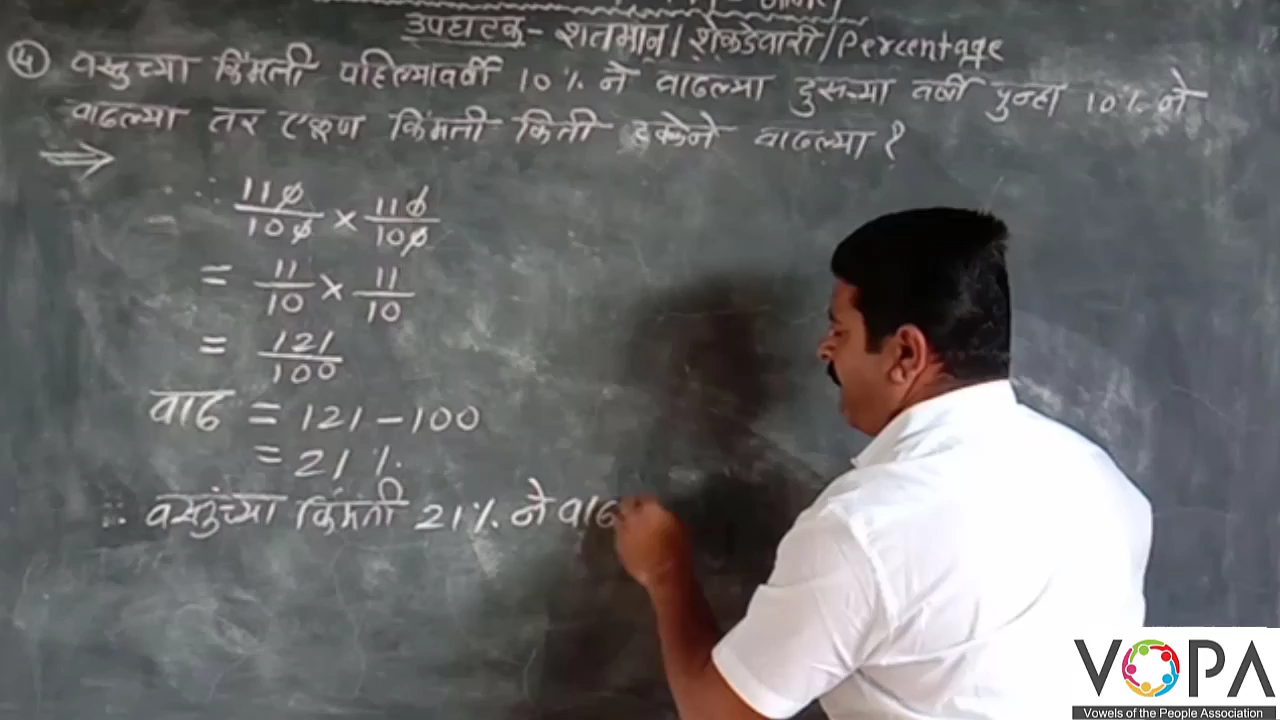 उपघटक - शतमान / शेकडेवारी / Percentage
④ वस्तुच्या किंमती पहिल्यावर्षी 10% ने वाढल्या दुसऱ्या वर्षी पुन्हा 10% ने
वाढल्या तर एकूण किंमती किती टक्केने वाढल्या ?
⇒
∴ 110/100 × 110/100
= 11/10 × 11/10
= 121/100
वाढ = 121 - 100
= 21 %
∴ वस्तुंच्या किंमती 21% ने वाढ
VOPA
Vowels of the People Association